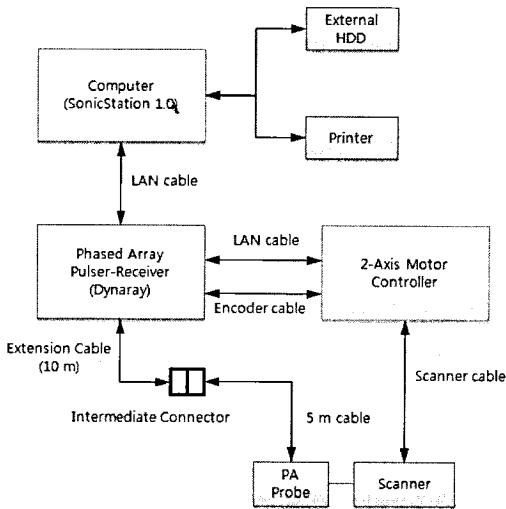 External
HDD
Computer
(SonicStation 1.0)
Printer
LAN cable
Phased Array
Pulser-Receiver
(Dynaray)
LAN cable
Encoder cable
2-Axis Motor
Controller
Extension Cable
(10 m)
Intermediate Connector
5 m cable
Scanner cable
PA
Probe
Scanner